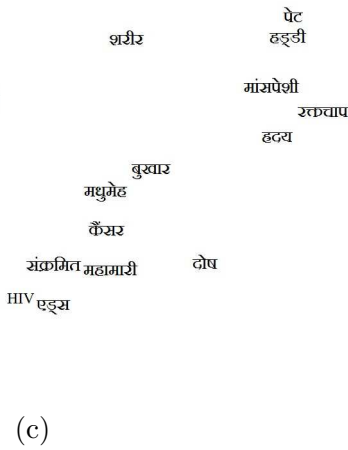 पेट
शरीर हड्डी
मांसपेशी
रक्तचाप
हृदय
बुखार
मधुमेह
कैंसर
संक्रमित महामारी दोष
HIV एड्स
(c)